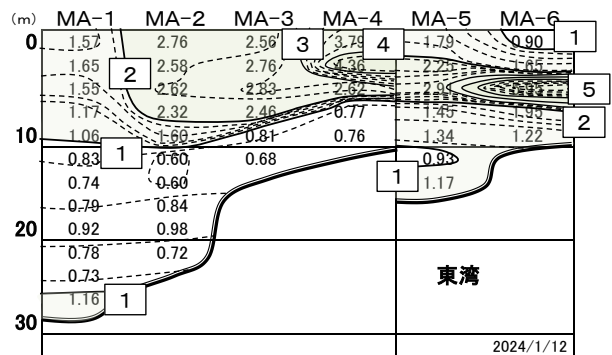 (m) MA-1 MA-2 MA-3 MA-4 MA-5 MA-6
0 1.57 2.76 2.56 3 3.79 4 1.79 0.90 1
1.65 2 2.58 2.76 4.36 2.25 1.65
1.55 2.62 2.83 2.62 5
1.17 2.32 2.46 0.77 1.45 1.95 2
10 1.06 1 1.60 0.81 0.76 1.34 1.22
0.83 0.60 0.68 0.93
0.74 0.60 1 1.17
0.79 0.84
20 0.92 0.98
0.78 0.72 東湾
0.73
1.16 1
30
2024/1/12